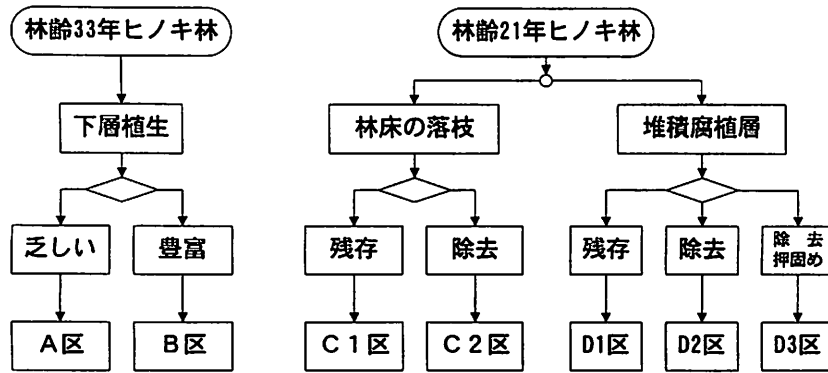 林齢33年ヒノキ林
林齢21年ヒノキ林
下層植生
林床の落枝
堆積腐植層
乏しい
豊富
残存
除去
残存
除去
除去
押固め
A区
B区
C1区
C2区
D1区
D2区
D3区